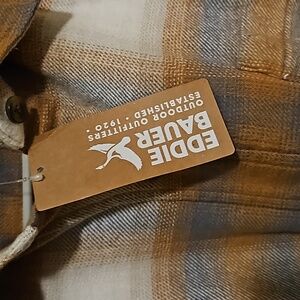 EDDIE
BAUER
OUTDOOR OUTFITTERS
ESTABLISHED • 1920 •